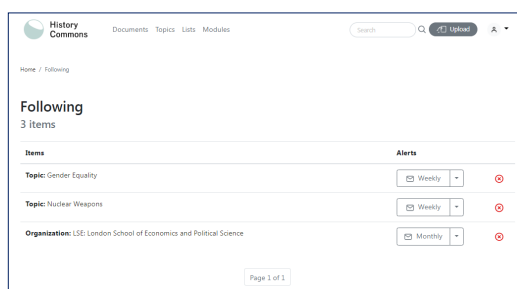 History
Commons
Documents Topics Lists Modules
Search
Upload
Home / Following
Following
3 items
Items Alerts
Topic: Gender Equality Weekly
Topic: Nuclear Weapons Weekly
Organization: LSE: London School of Economics and Political Science Monthly
Page 1 of 1